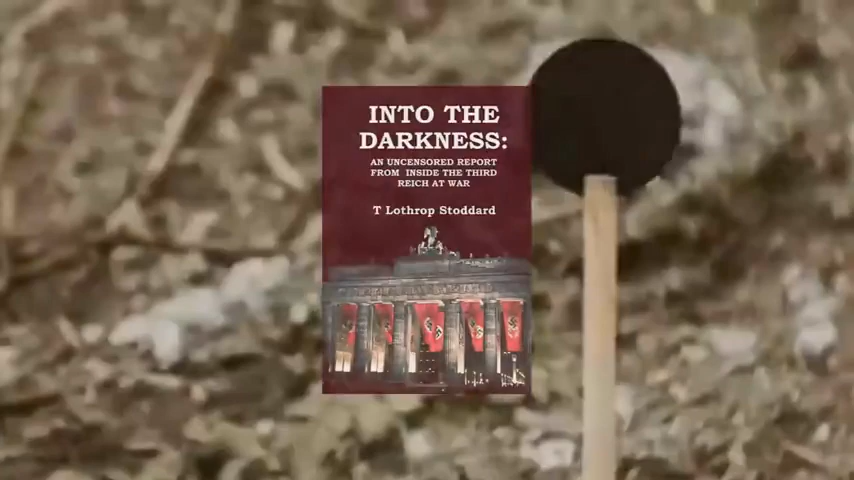 INTO THE
DARKNESS:
AN UNCENSORED REPORT
FROM INSIDE THE THIRD
REICH AT WAR
T Lothrop Stoddard